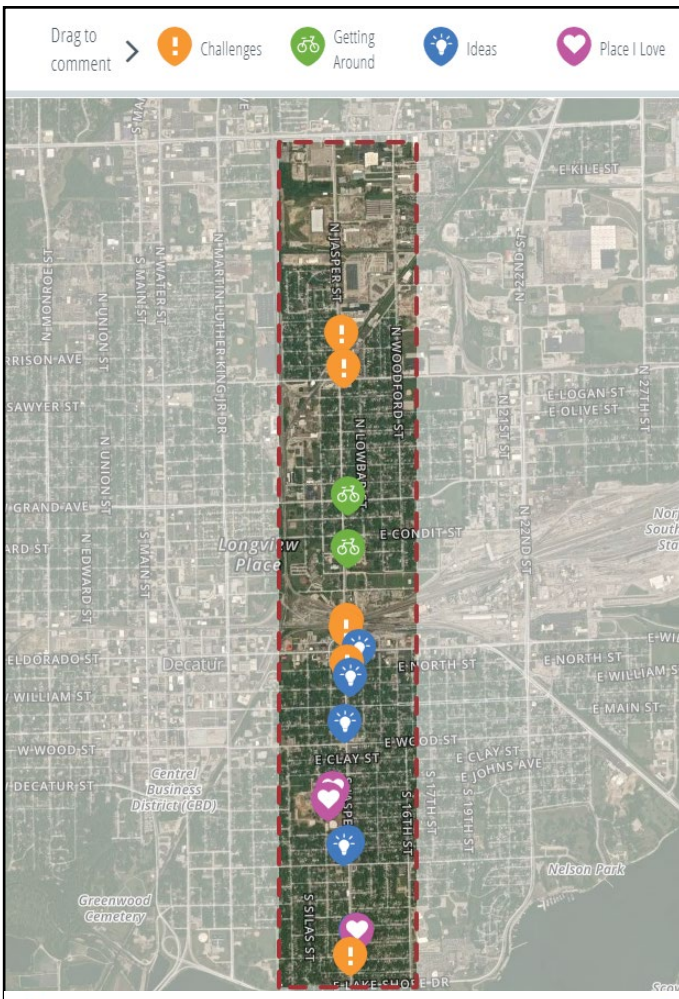 Drag to
comment
Challenges
Getting
Around
Ideas
Place I Love
E KILE ST
N MONROE ST
S MAIN ST
N WATER ST
N UNION ST
N MARTIN LUTHER KING JR DR
N JASPER ST
N 22ND ST
N WOODFORD ST
N 27TH ST
RRISON AVE
SAWYER ST
E LOGAN ST
E OLIVE ST
N 21ST ST
N UNION ST
GRAND AVE
E CONDIT ST
N 22ND ST
ARD ST
N EDWARD ST
S MAIN ST
Longview
Place
ELDORADO ST
Decatur
E NORTH ST
E NORTH ST
E WILLIAM S
WILLIAM ST
E MAIN ST
W WOOD ST
E WOOD ST
E CLAY ST
E CLAY ST
E JOHNS AVE
DECATUR ST
Central
Business
District (CBD)
S 16TH ST
S 17TH ST
S 19TH ST
Nelson Park
Greenwood
Cemetery
S SILAS ST
E LAKE SHORE DR